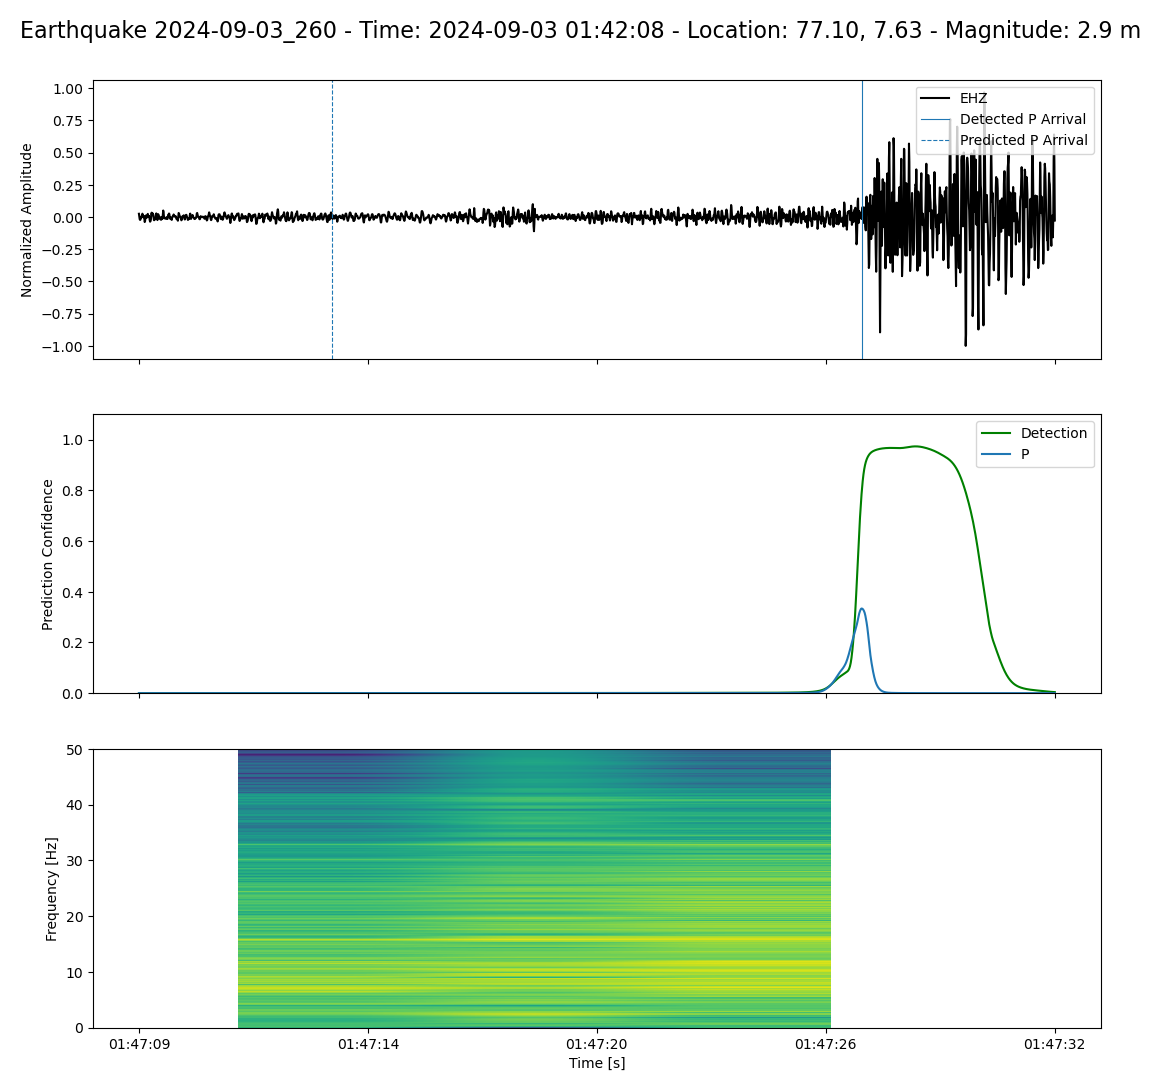 Earthquake 2024-09-03_260 - Time: 2024-09-03 01:42:08 - Location: 77.10, 7.63 - Magnitude: 2.9 m
Normalized Amplitude
1.00
0.75
0.50
0.25
0.00
−0.25
−0.50
−0.75
−1.00
EHZ
Detected P Arrival
Predicted P Arrival
Prediction Confidence
1.0
0.8
0.6
0.4
0.2
0.0
Detection
P
Frequency [Hz]
50
40
30
20
10
0
01:47:09 01:47:14 01:47:20 01:47:26 01:47:32
Time [s]